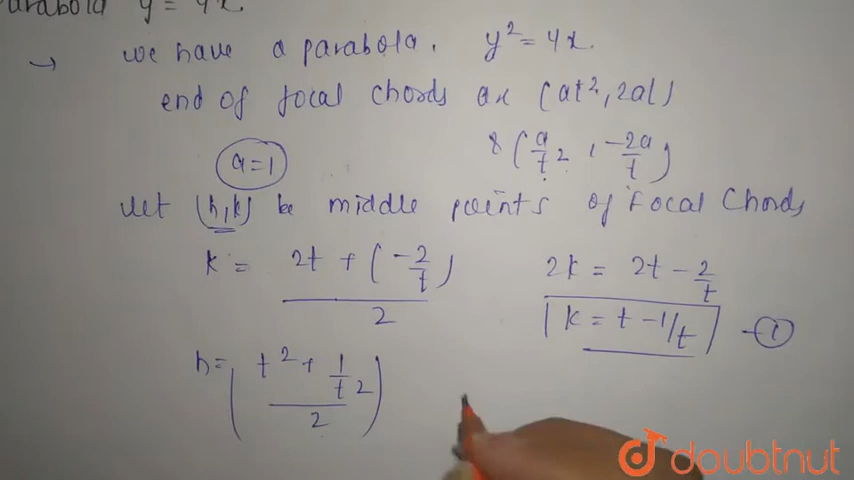 Parabola y = 4x.
→ we have a parabola. y² = 4x.
end of focal chords are (at², 2at)
a=1 & (a/t², -2a/t)
Let (h,k) be middle points of Focal Chords
k = (2t + (-2/t))/2 2k = 2t - 2/t
k = t - 1/t — ①
h = ((t² + 1/t²)/2)
doubtnut